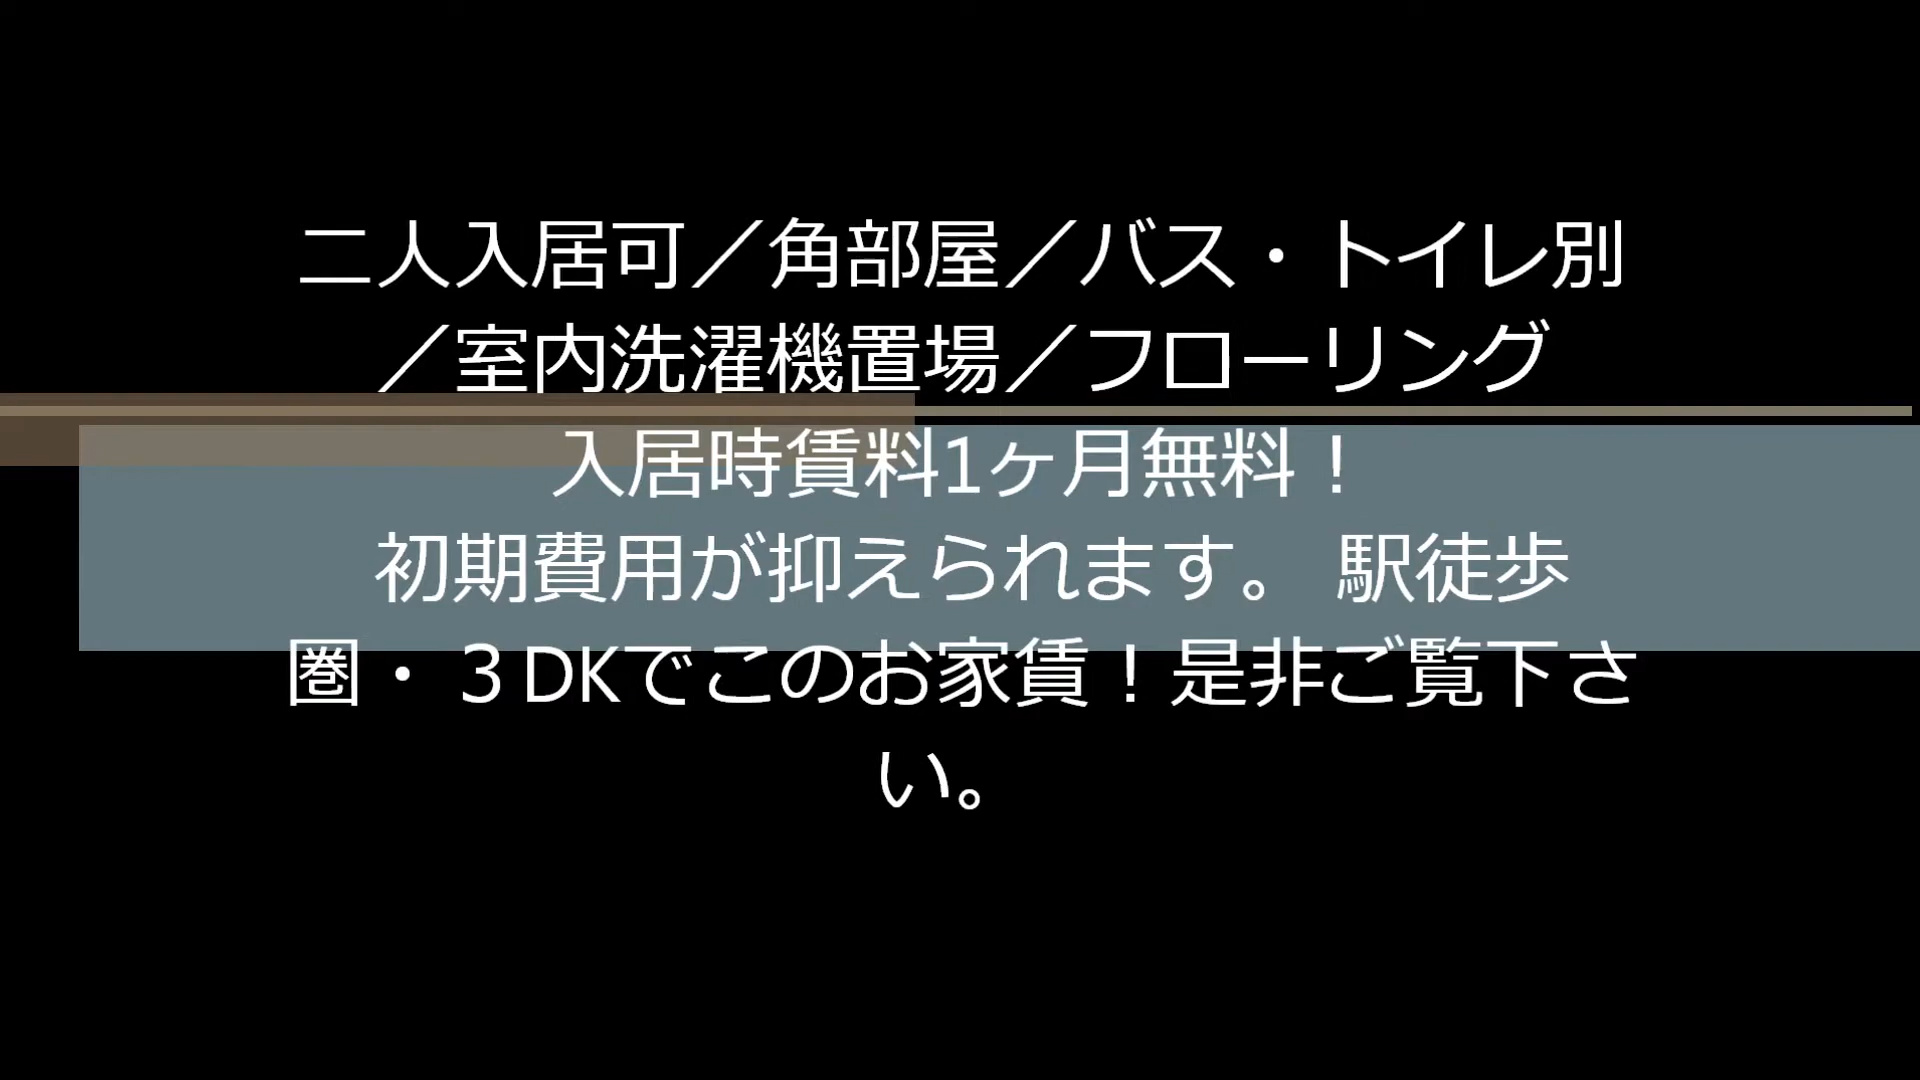 二人入居可／角部屋／バス・トイレ別
／室内洗濯機置場／フローリング
入居時賃料1ヶ月無料！
初期費用が抑えられます。 駅徒歩
圏・３DKでこのお家賃！是非ご覧下さ
い。